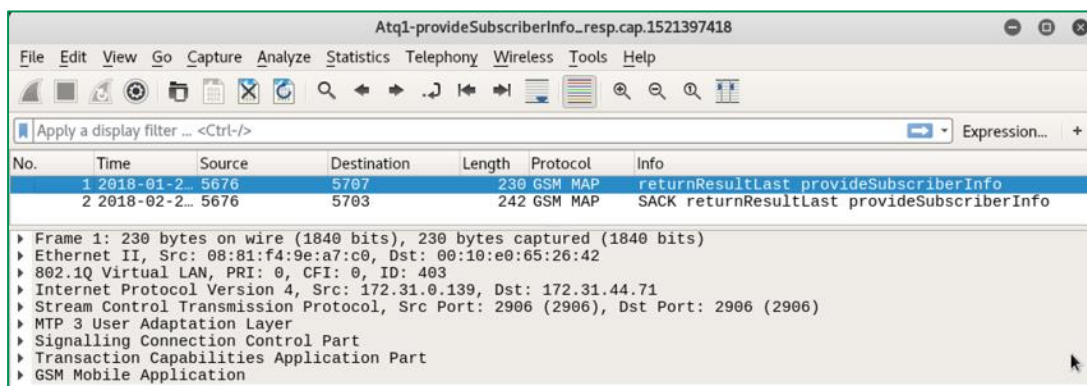 Atq1-provideSubscriberInfo_resp.cap.1521397418
File Edit View Go Capture Analyze Statistics Telephony Wireless Tools Help
Apply a display filter ... <Ctrl-/> Expression... +
No. Time Source Destination Length Protocol Info
1 2018-01-2… 5676 5707 230 GSM MAP returnResultLast provideSubscriberInfo
2 2018-02-2… 5676 5703 242 GSM MAP SACK returnResultLast provideSubscriberInfo
Frame 1: 230 bytes on wire (1840 bits), 230 bytes captured (1840 bits)
Ethernet II, Src: 08:81:f4:9e:a7:c0, Dst: 00:10:e0:65:26:42
802.1Q Virtual LAN, PRI: 0, CFI: 0, ID: 403
Internet Protocol Version 4, Src: 172.31.0.139, Dst: 172.31.44.71
Stream Control Transmission Protocol, Src Port: 2906 (2906), Dst Port: 2906 (2906)
MTP 3 User Adaptation Layer
Signalling Connection Control Part
Transaction Capabilities Application Part
GSM Mobile Application